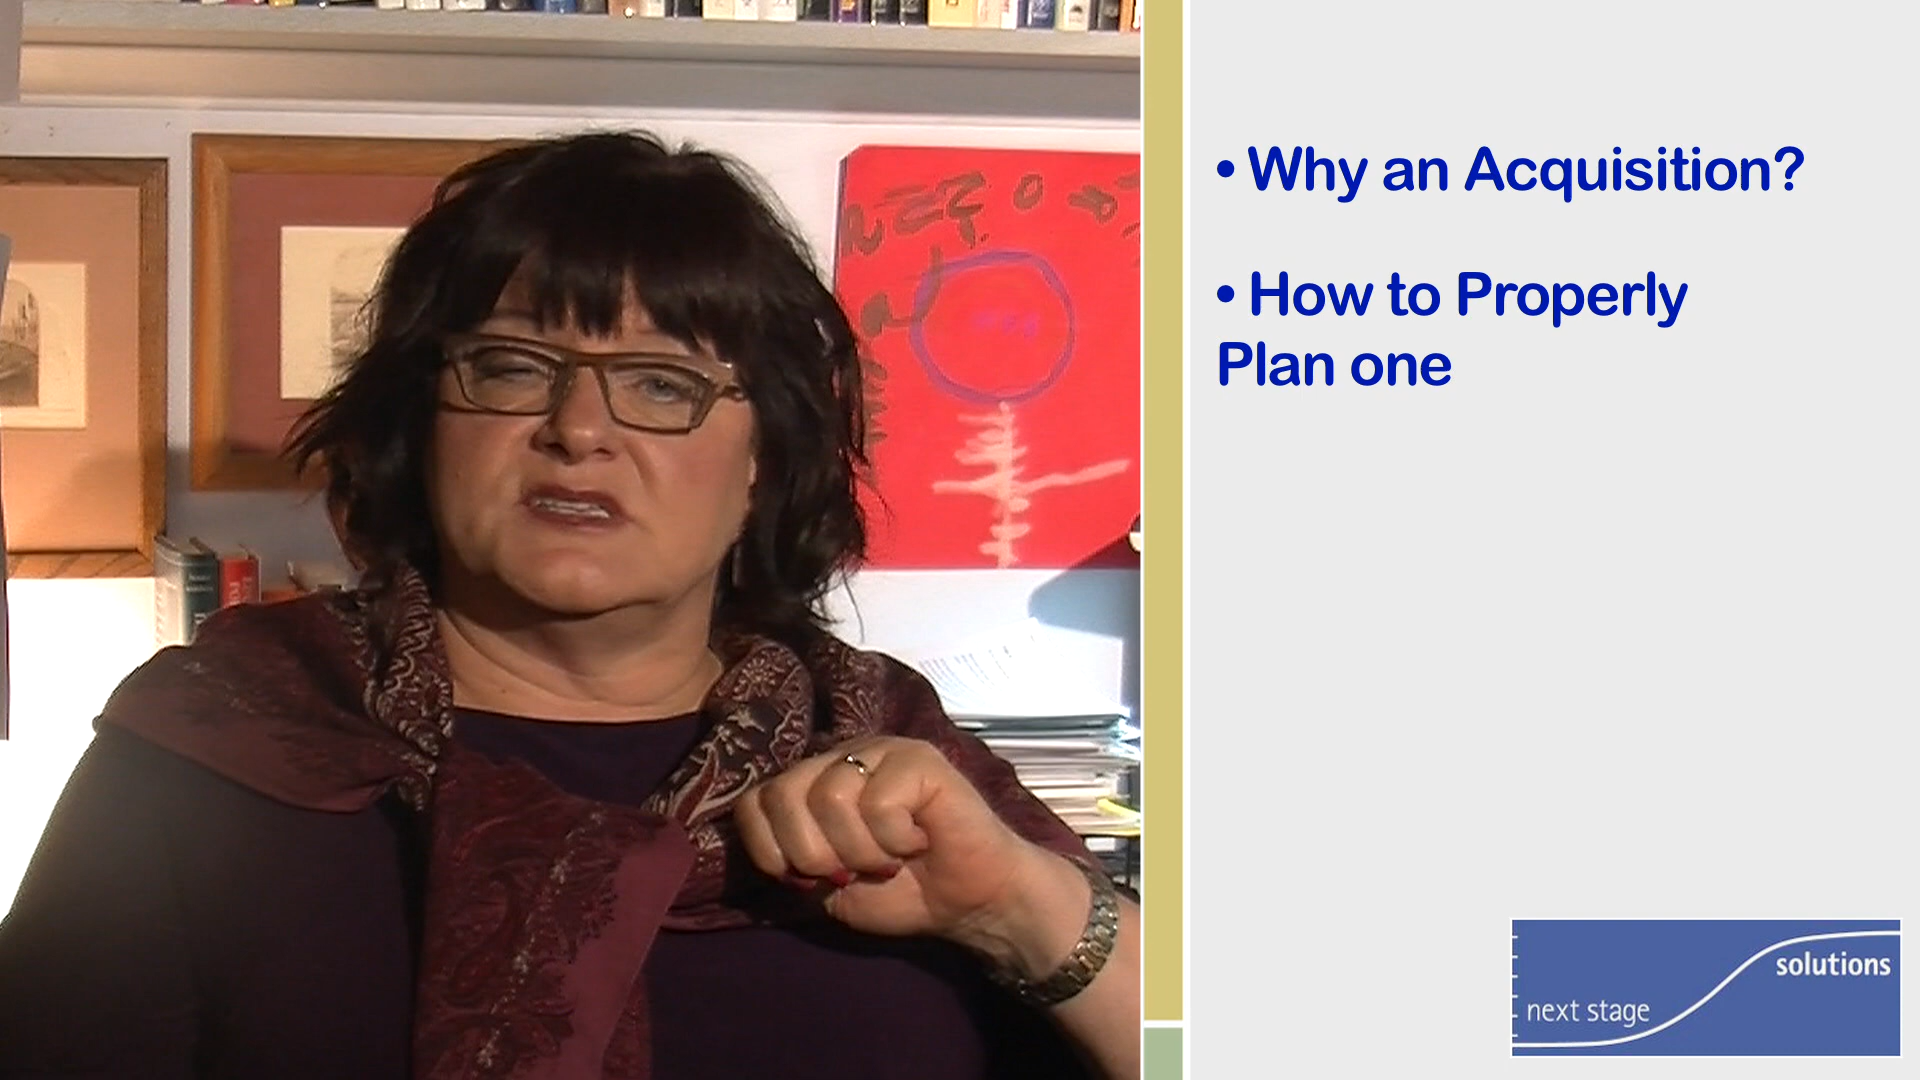 • Why an Acquisition?
• How to Properly
Plan one
solutions
next stage